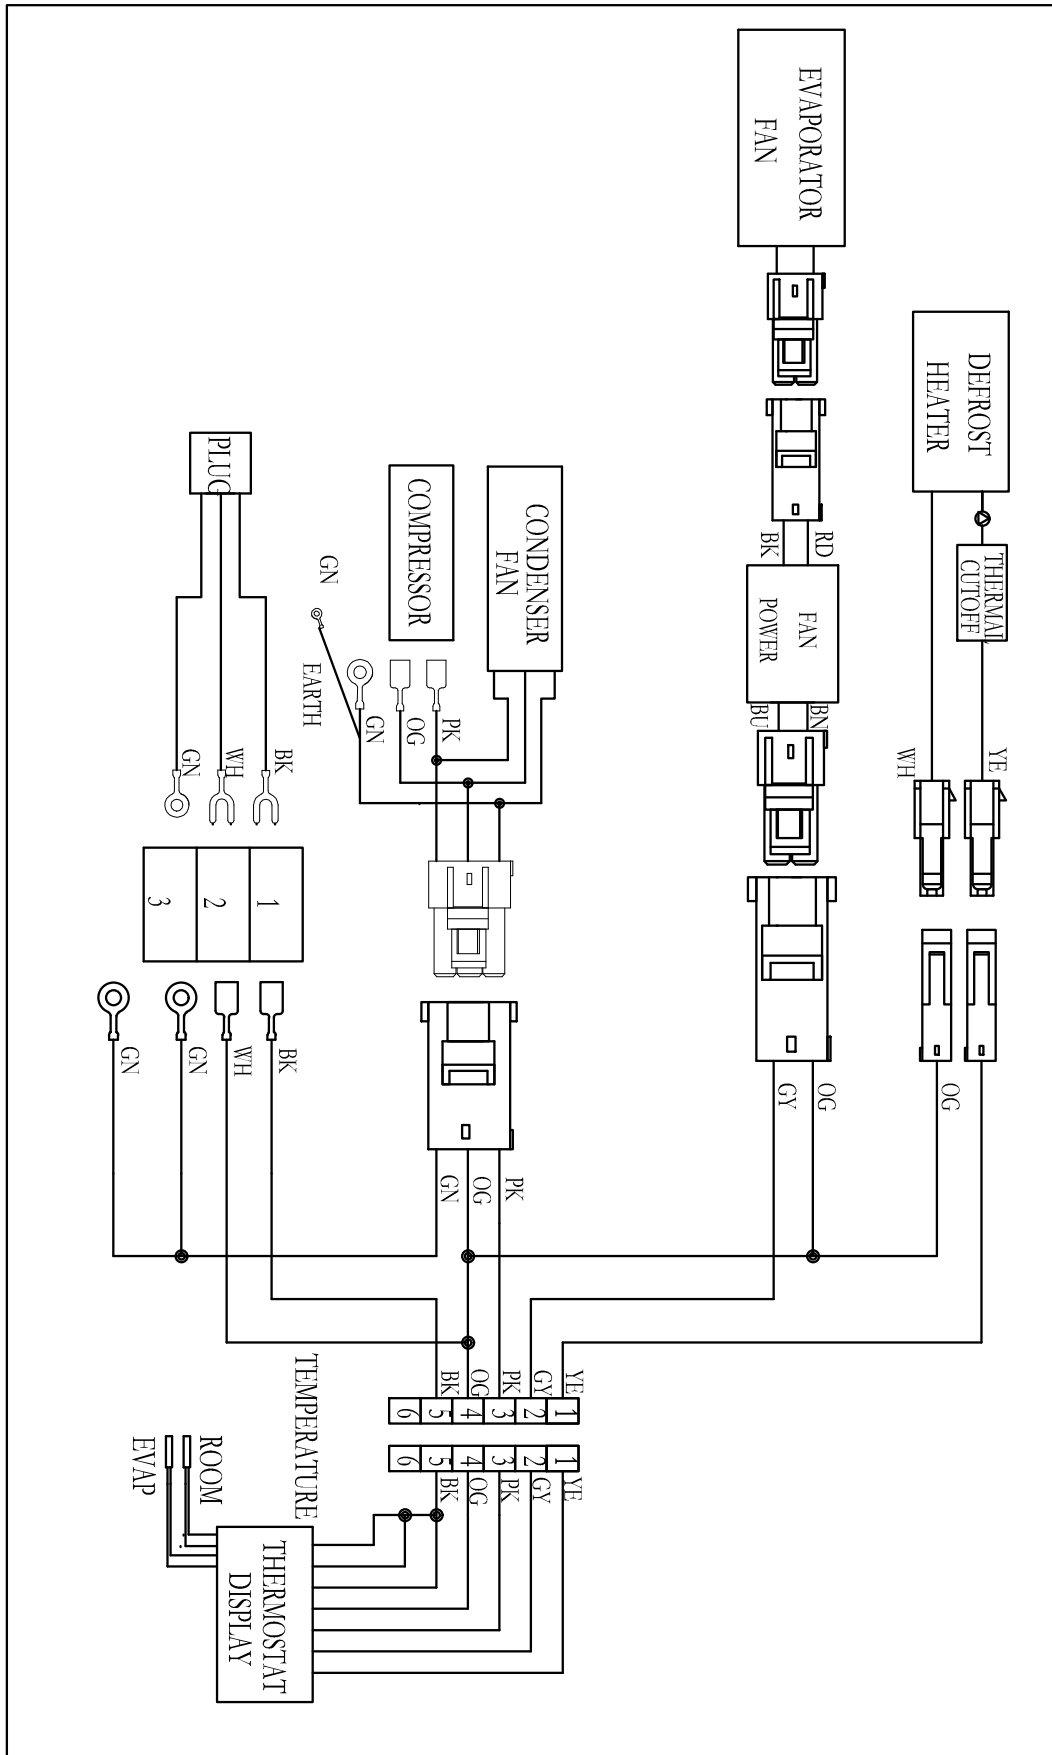 EVAPORATOR
FAN
DEFROST
HEATER
THERMAL
CUTOFF
RD
BK
FAN
POWER
BN
BU
YE
WH
OG
GY
OG
CONDENSER
FAN
COMPRESSOR
PLUG
GN
EARTH
PK
OG
GN
BK
WH
GN
1
2
3
BK
WH
GN
GN
PK
OG
GN
YE
GY
PK
OG
BK
1
2
3
4
5
6
1
2
3
4
5
6
YE
GY
PK
OG
BK
TEMPERATURE
ROOM
EVAP
THERMOSTAT
DISPLAY